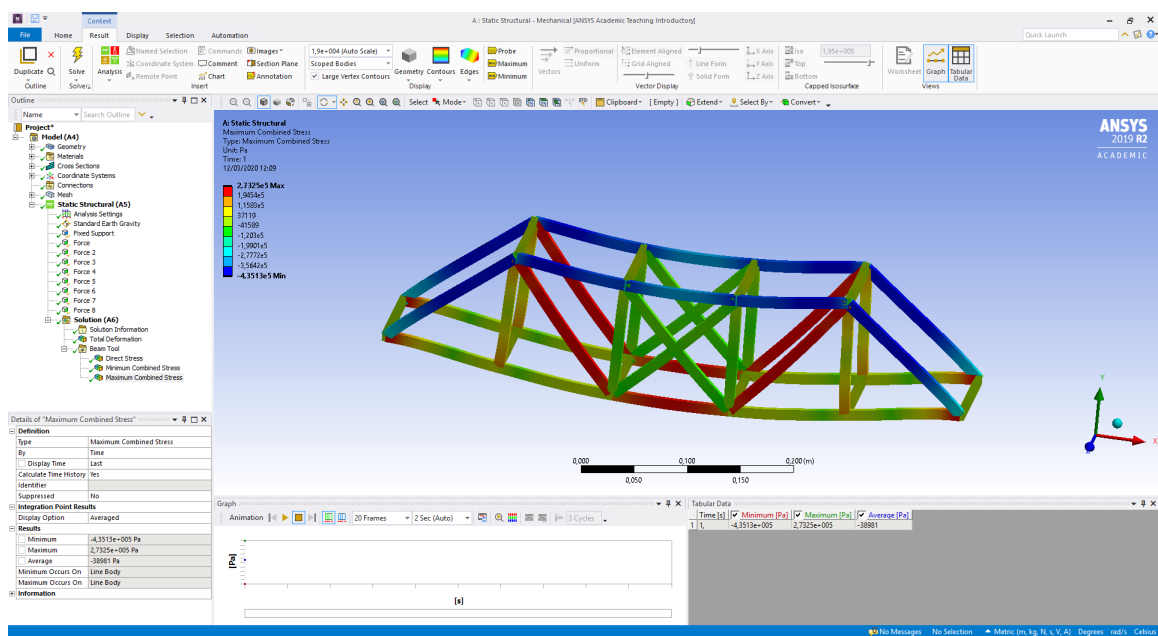 Context
A : Static Structural - Mechanical [ANSYS Academic Teaching Introductory]
File Home Result Display Selection Automation
Quick Launch
Duplicate Q
Outline
Solve
Solver
Analysis
Named Selection
Coordinate System
Remote Point
Commands
Comment
Chart
Images
Section Plane
Annotation
Insert
1,9e+004 (Auto Scale)
Scoped Bodies
Large Vertex Contours
Geometry Contours Edges
Probe
Maximum
Minimum
Display
Vectors
Proportional
Uniform
Element Aligned
Grid Aligned
Line Form
Solid Form
X Axis
Y Axis
Z Axis
Vector Display
Iso
Top
Bottom
1,95e+005
Capped Isosurface
Worksheet
Graph
Tabular Data
Views
Outline
Name
Search Outline
Select Mode
Clipboard [ Empty ] Extend Select By Convert
Project*
Model (A4)
Geometry
Materials
Cross Sections
Coordinate Systems
Connections
Mesh
Static Structural (A5)
Analysis Settings
Standard Earth Gravity
Fixed Support
Force
Force 2
Force 3
Force 4
Force 5
Force 6
Force 7
Force 8
Solution (A6)
Solution Information
Total Deformation
Beam Tool
Direct Stress
Minimum Combined Stress
Maximum Combined Stress
A: Static Structural
Maximum Combined Stress
Type: Maximum Combined Stress
Unit: Pa
Time: 1
12/03/2020 12:09
2,7325e5 Max
1,9454e5
1,1583e5
37119
-41589
-1,203e5
-1,9901e5
-2,7772e5
-3,5642e5
-4,3513e5 Min
ANSYS
2019 R2
ACADEMIC
Y
X
0,000 0,100 0,200 (m)
0,050 0,150
Details of "Maximum Combined Stress"
Definition
Type Maximum Combined Stress
By Time
Display Time Last
Calculate Time History Yes
Identifier
Suppressed No
Integration Point Results
Display Option Averaged
Results
Minimum -4,3513e+005 Pa
Maximum 2,7325e+005 Pa
Average -38981 Pa
Minimum Occurs On Line Body
Maximum Occurs On Line Body
Information
Graph
Animation 20 Frames 2 Sec (Auto) 3 Cycles
[Pa]
[s]
Tabular Data
Time [s] Minimum [Pa] Maximum [Pa] Average [Pa]
1 1, -4,3513e+005 2,7325e+005 -38981
No Messages No Selection Metric (m, kg, N, s, V, A) Degrees rad/s Celsius